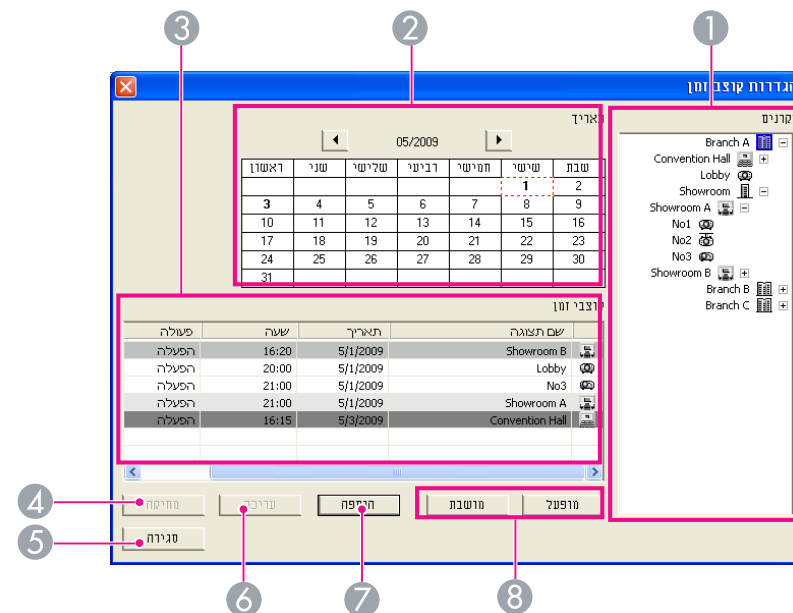 3
2
1
הגדרות קוצב זמן
קרנים
Branch A
Convention Hall
Lobby
Showroom
Showroom A
No1
No2
No3
Showroom B
Branch B
Branch C
תאריך
05/2009
ראשון שני שלישי רביעי חמישי שישי שבת
1 2
3 4 5 6 7 8 9
10 11 12 13 14 15 16
17 18 19 20 21 22 23
24 25 26 27 28 29 30
31
קוצבי זמן
שם תצוגה תאריך שעה פעולה
Showroom B 5/1/2009 16:20 הפעלה
Lobby 5/1/2009 20:00 הפעלה
No3 5/1/2009 21:00 הפעלה
Showroom A 5/1/2009 21:00 הפעלה
Convention Hall 5/3/2009 16:15 הפעלה
מופעל מושבת הוספה עריכה מחיקה
4
סגירה
5
6
7
8